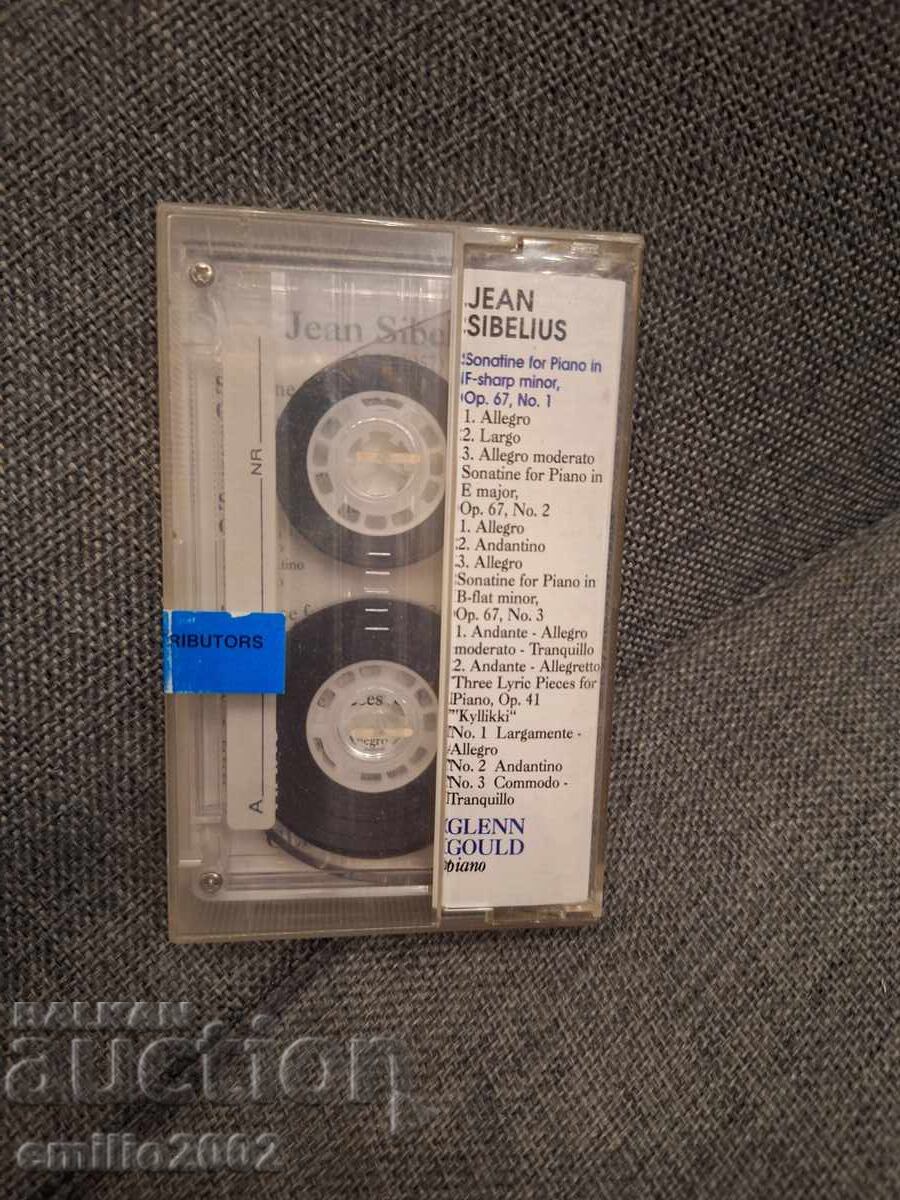 Jean Sibe
NR
RIBUTORS
A
JEAN
SIBELIUS
Sonatine for Piano in
F-sharp minor,
Op. 67, No. 1
1. Allegro
2. Largo
3. Allegro moderato
Sonatine for Piano in
E major,
Op. 67, No. 2
1. Allegro
2. Andantino
3. Allegro
Sonatine for Piano in
B-flat minor,
Op. 67, No. 3
1. Andante - Allegro
moderato - Tranquillo
2. Andante - Allegretto
Three Lyric Pieces for
Piano, Op. 41
"Kyllikki“
No. 1 Largamente -
Allegro
No. 2 Andantino
No. 3 Commodo -
Tranquillo
GLENN
GOULD
piano
BALKAN
auction
emilio2002